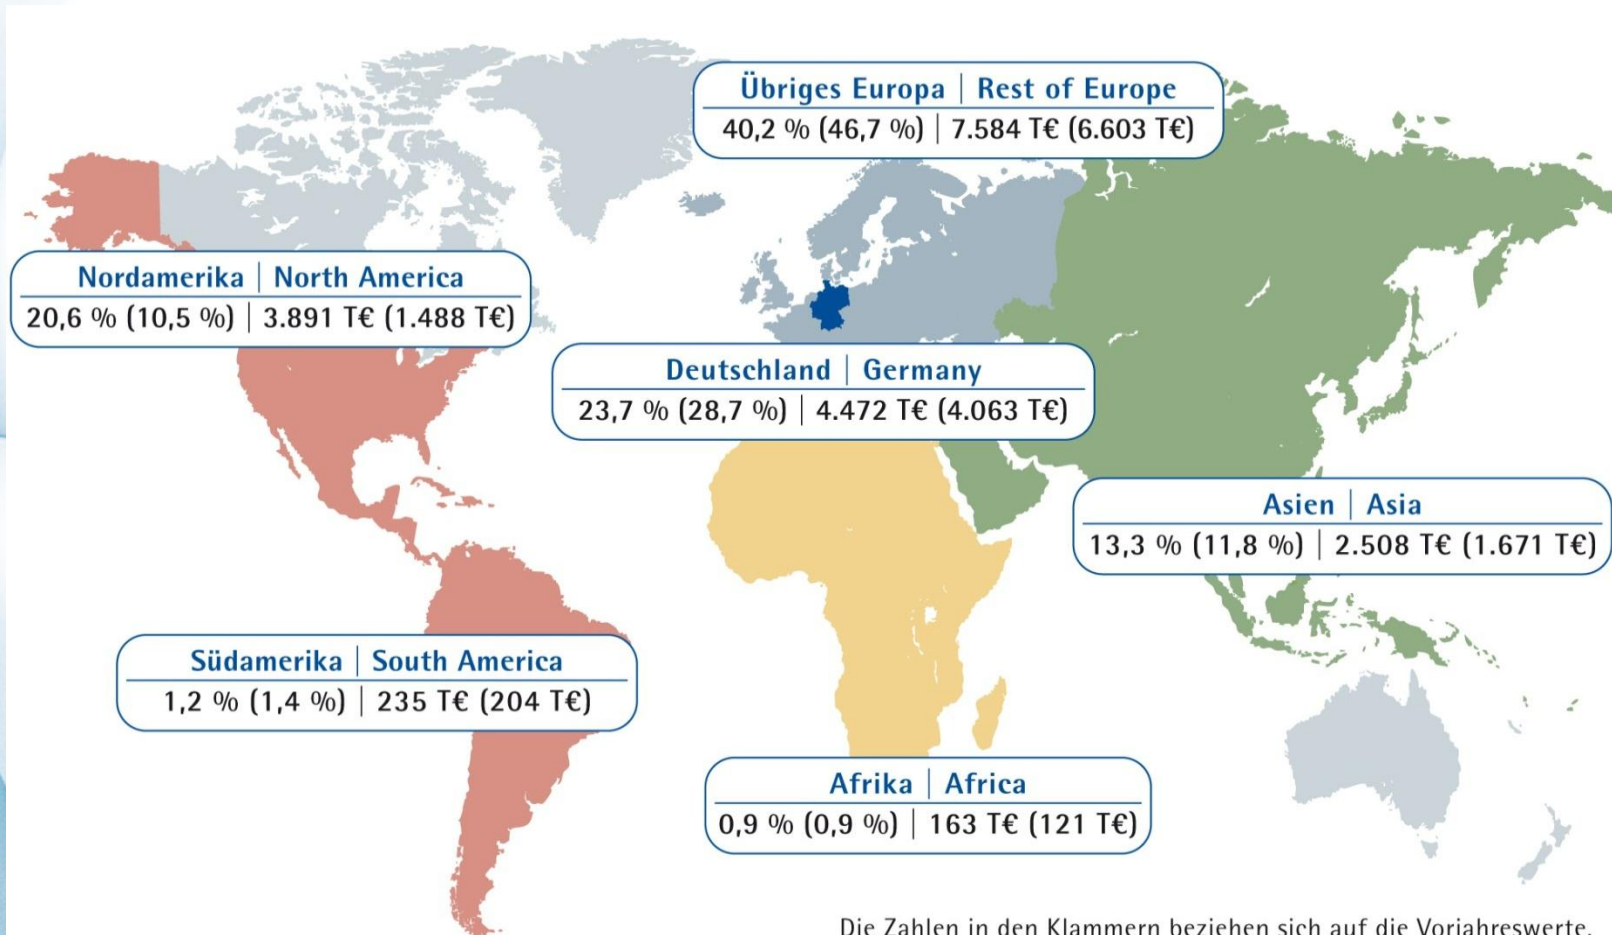 Übriges Europa | Rest of Europe
40,2 % (46,7 %) | 7.584 T€ (6.603 T€)
Nordamerika | North America
20,6 % (10,5 %) | 3.891 T€ (1.488 T€)
Deutschland | Germany
23,7 % (28,7 %) | 4.472 T€ (4.063 T€)
Asien | Asia
13,3 % (11,8 %) | 2.508 T€ (1.671 T€)
Südamerika | South America
1,2 % (1,4 %) | 235 T€ (204 T€)
Afrika | Africa
0,9 % (0,9 %) | 163 T€ (121 T€)
Die Zahlen in den Klammern beziehen sich auf die Vorjahreswerte.